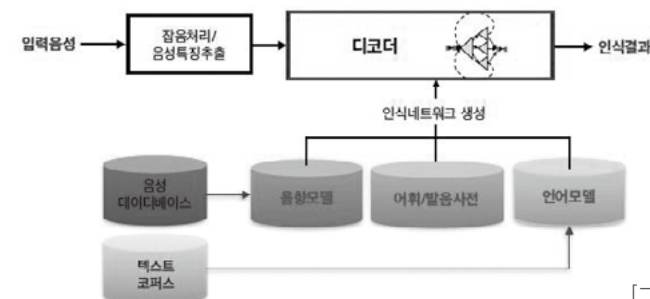 입력음성
잡음처리/
음성특징추출
디코더
인식결과
인식네트워크 생성
음성
데이디베이스
음향모델
어휘/발음사전
언어모델
텍스트
코퍼스